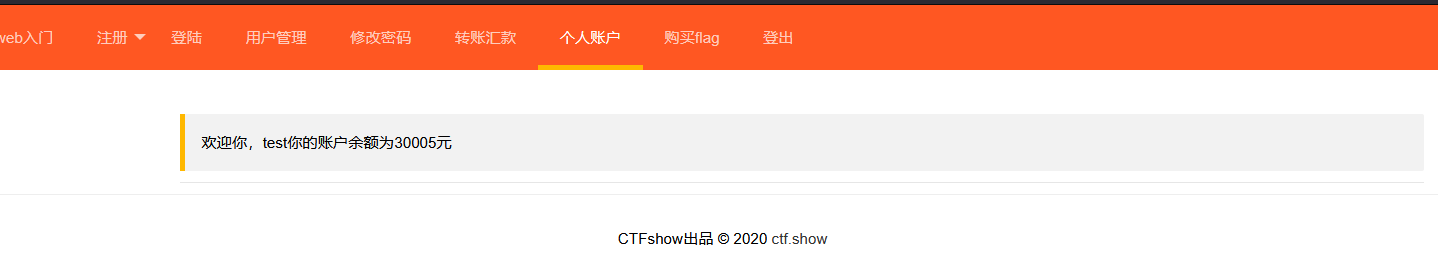 web入门 注册 登陆 用户管理 修改密码 转账汇款 个人账户 购买flag 登出
欢迎你，test你的账户余额为30005元
CTFshow出品 © 2020 ctf.show